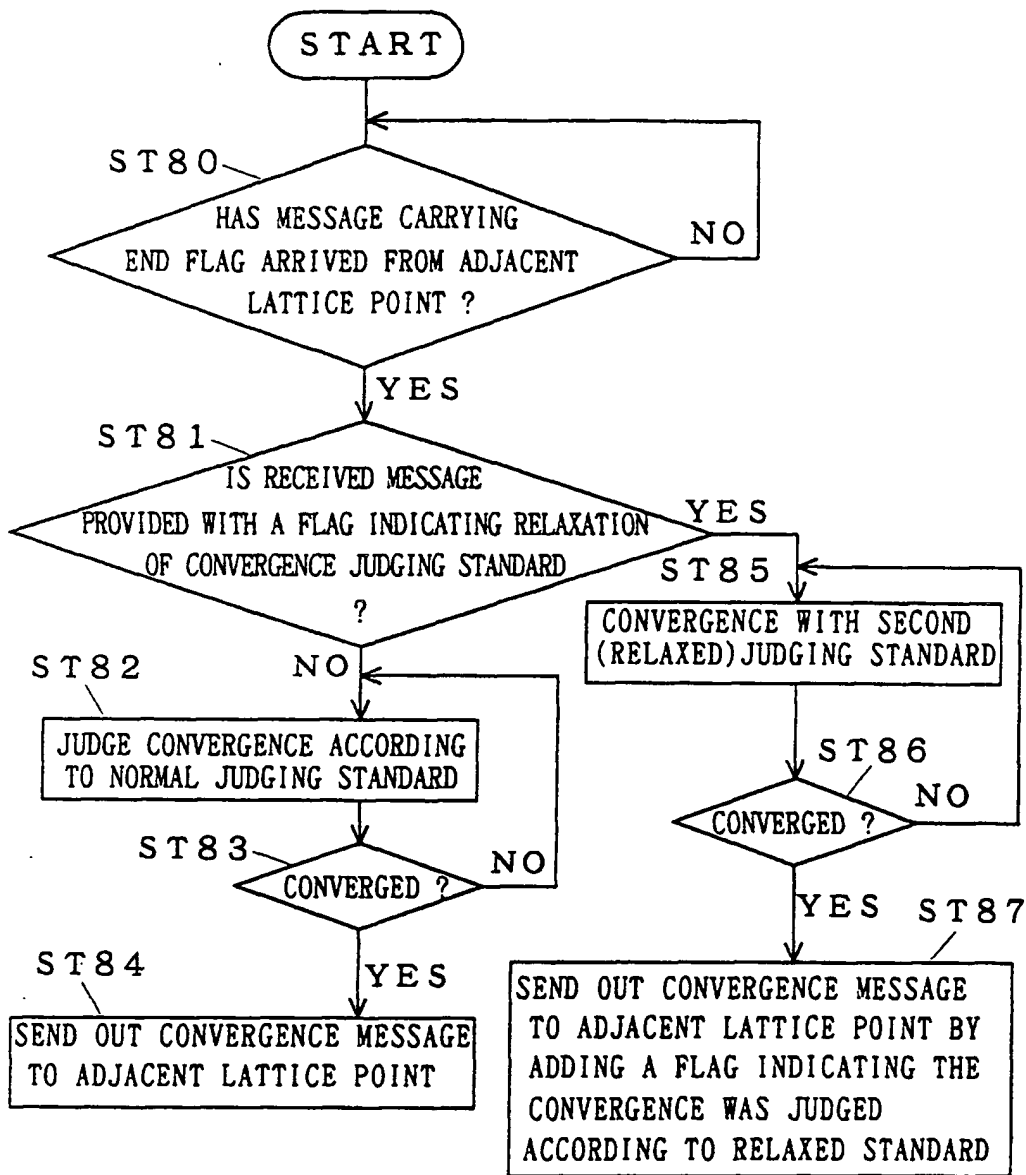 START
ST80
HAS MESSAGE CARRYING
END FLAG ARRIVED FROM ADJACENT
LATTICE POINT ?
NO
YES
ST81
IS RECEIVED MESSAGE
PROVIDED WITH A FLAG INDICATING RELAXATION
OF CONVERGENCE JUDGING STANDARD
?
YES
NO
ST82
JUDGE CONVERGENCE ACCORDING
TO NORMAL JUDGING STANDARD
ST83
CONVERGED ?
NO
YES
ST84
SEND OUT CONVERGENCE MESSAGE
TO ADJACENT LATTICE POINT
ST85
CONVERGENCE WITH SECOND
(RELAXED)JUDGING STANDARD
ST86
CONVERGED ?
NO
YES
ST87
SEND OUT CONVERGENCE MESSAGE
TO ADJACENT LATTICE POINT BY
ADDING A FLAG INDICATING THE
CONVERGENCE WAS JUDGED
ACCORDING TO RELAXED STANDARD